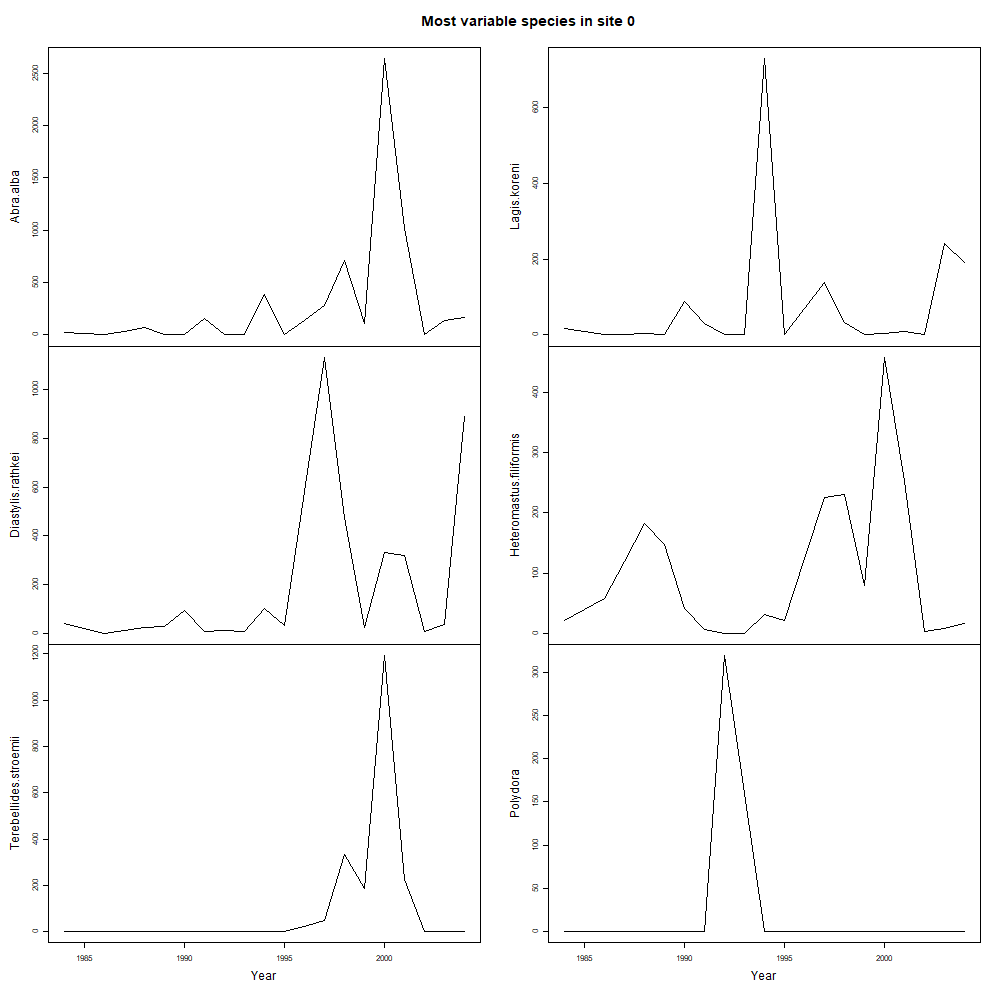 Most variable species in site 0
Abra.alba
0 500 1000 1500 2000 2500
Lagis.koreni
0 200 400 600
Diastylis.rathkei
0 200 400 600 800 1000
Heteromastus.filiformis
0 100 200 300 400
Terebellides.stroemii
0 200 400 600 800 1000 1200
Polydora
0 50 100 150 200 250 300
1985 1990 1995 2000
Year
1985 1990 1995 2000
Year